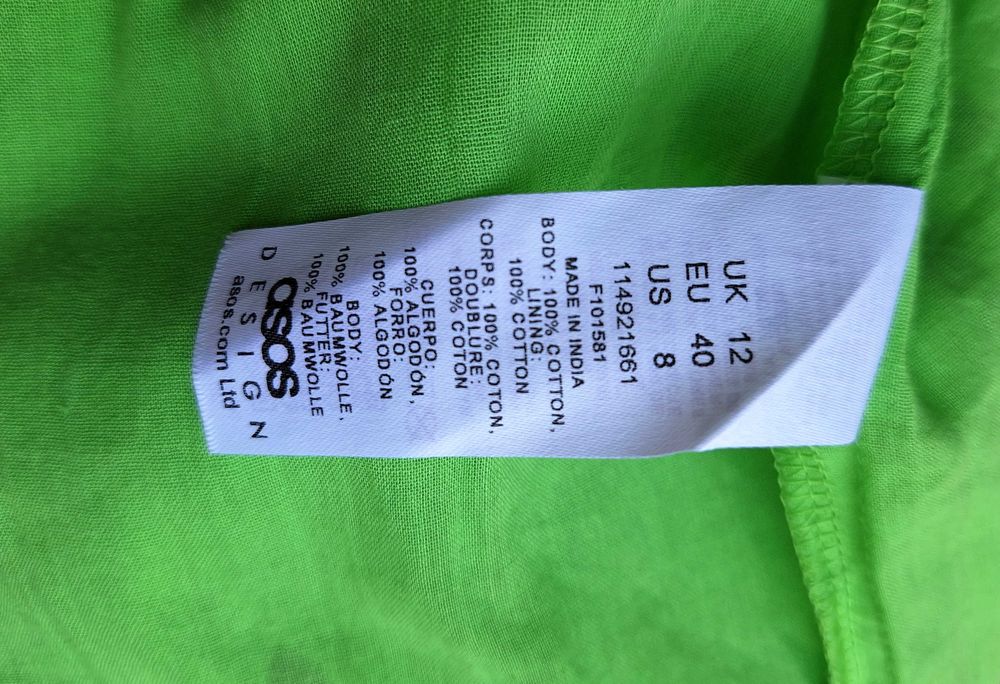 UK 12
EU 40
US 8
114921661
F101581
MADE IN INDIA
BODY: 100% COTTON,
LINING:
100% COTTON
CORPS: 100% COTON,
DOUBLURE:
100% COTON
CUERPO:
100% ALGODÓN,
FORRO:
100% ALGODÓN
BODY:
100% BAUMWOLLE,
FUTTER:
100% BAUMWOLLE
asos
DESIGN
asos.com Ltd